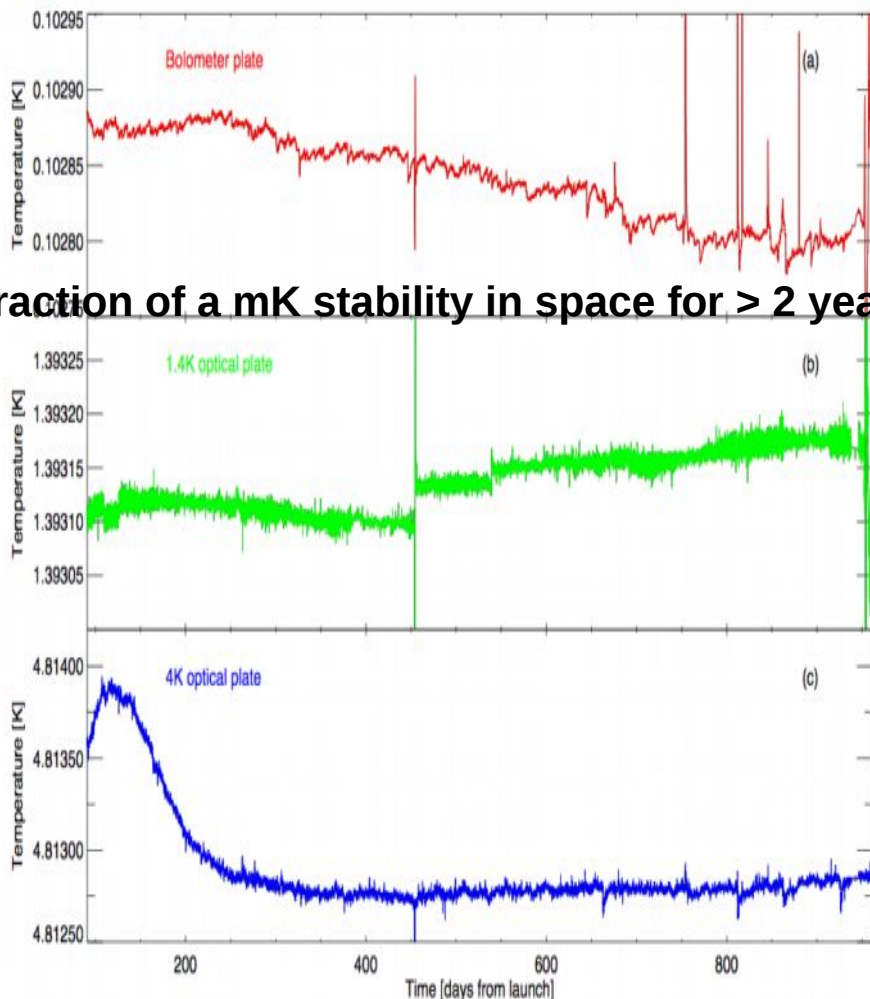 0.10295
Bolometer plate
(a)
0.10290
0.10285
0.10280
Temperature [K]
raction of a mK stability in space for > 2 yea
1.39325
1.4K optical plate
(b)
1.39320
1.39315
1.39310
1.39305
Temperature [K]
4.81400
4K optical plate
(c)
4.81350
4.81300
4.81250
Temperature [K]
200 400 600 800
Time [days from launch]